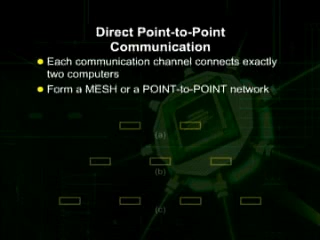 Direct Point-to-Point
Communication
Each communication channel connects exactly
two computers
Form a MESH or a POINT-to-POINT network
(a)
(b)
(c)